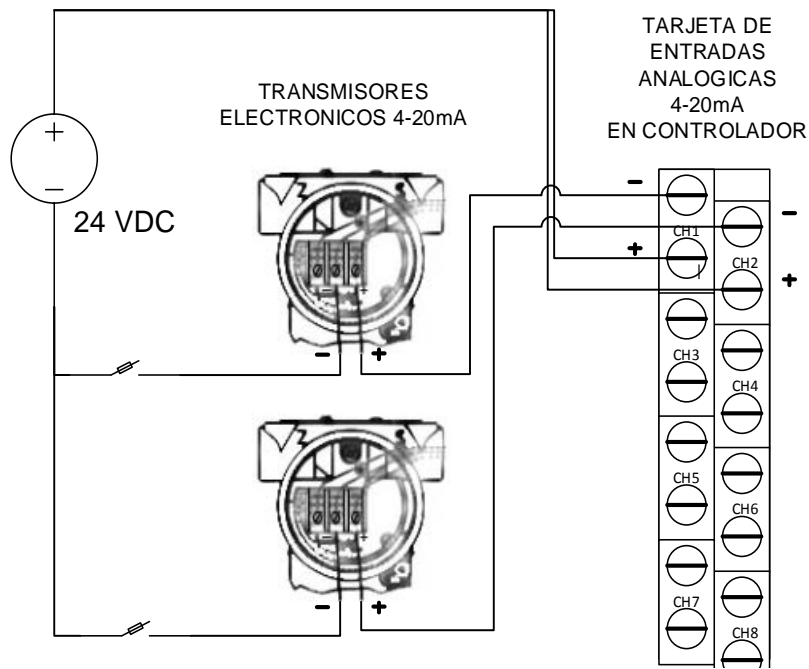 TARJETA DE
ENTRADAS
ANALOGICAS
4-20mA
EN CONTROLADOR
TRANSMISORES
ELECTRONICOS 4-20mA
+
-
24 VDC
-
+
-
+
CH1
CH2
CH3
CH4
CH5
CH6
CH7
CH8
- +
- +